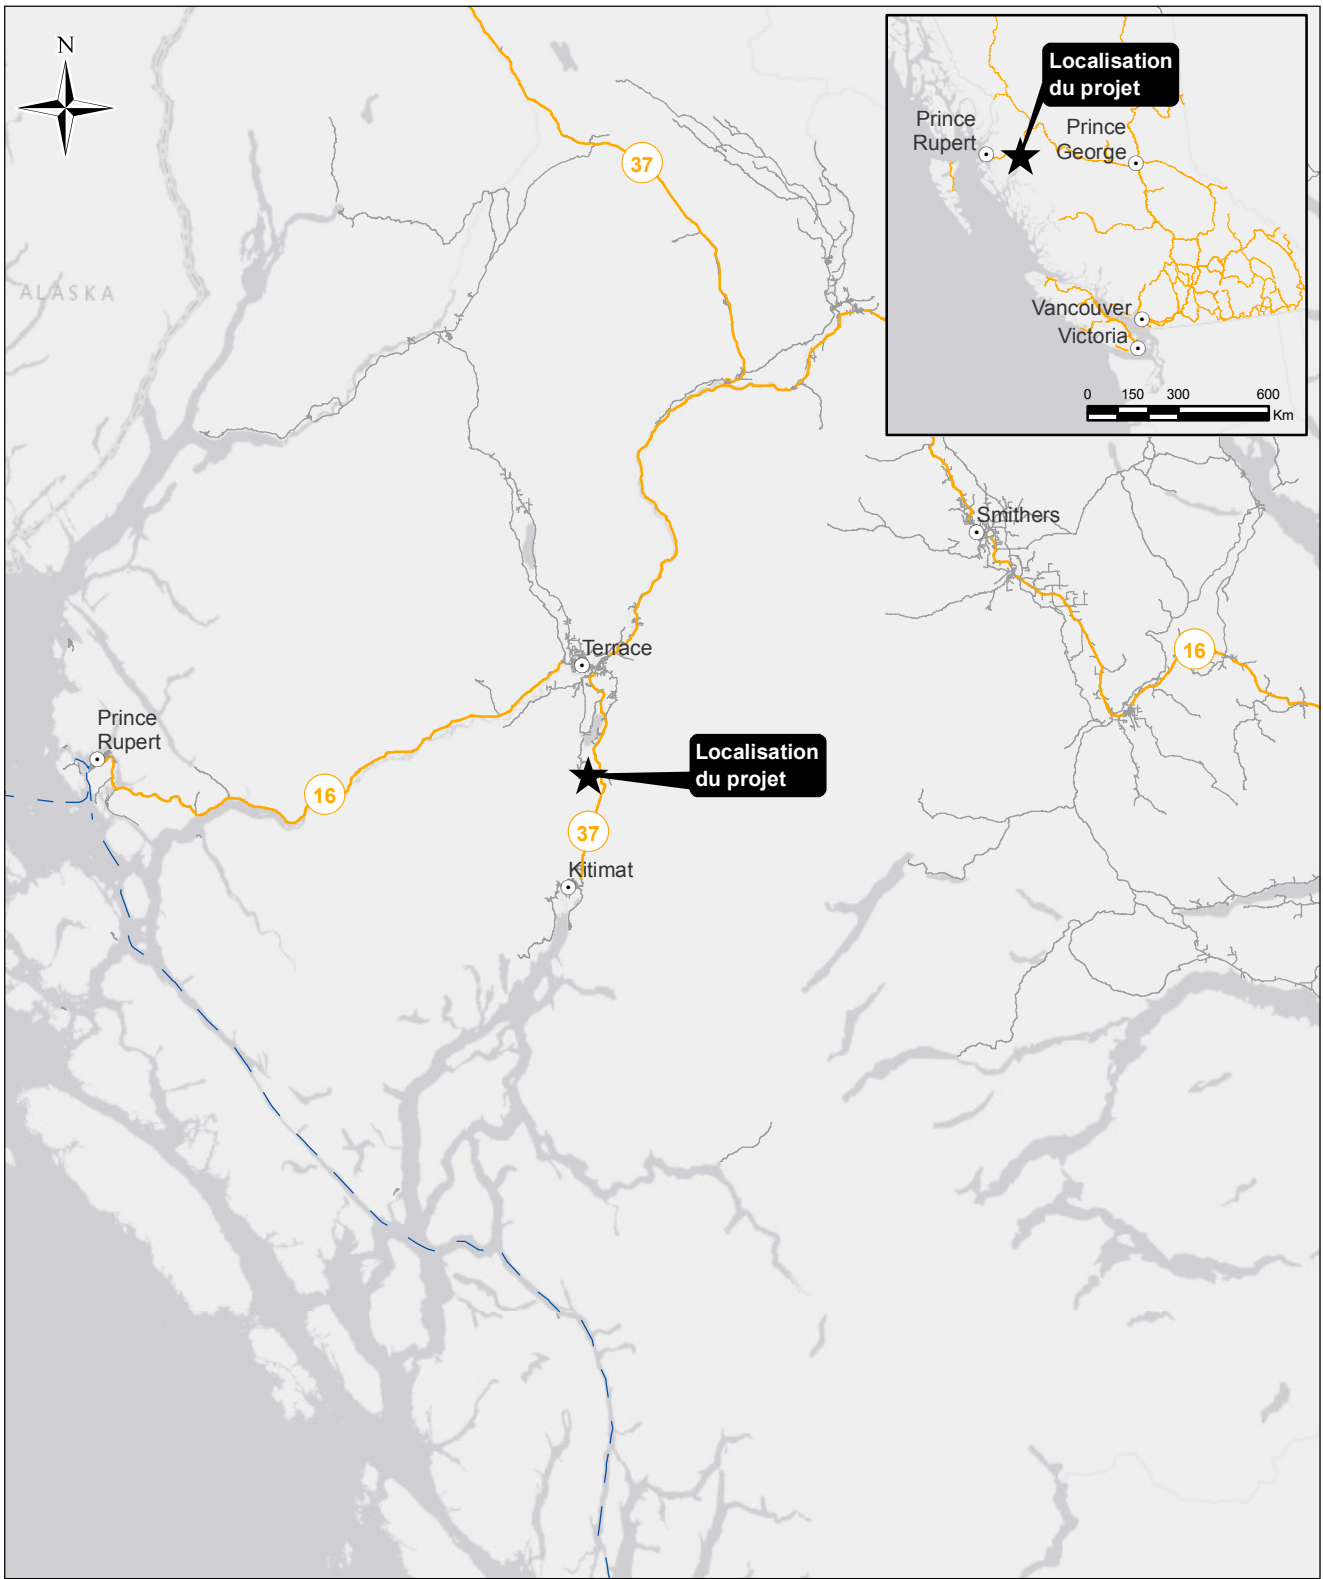 N
37
ALASKA
Localisation
du projet
Prince
Rupert
Prince
George
Vancouver
Victoria
0 150 300 600
Km
Smithers
16
Terrace
Prince
Rupert
Localisation
du projet
16
37
Kitimat